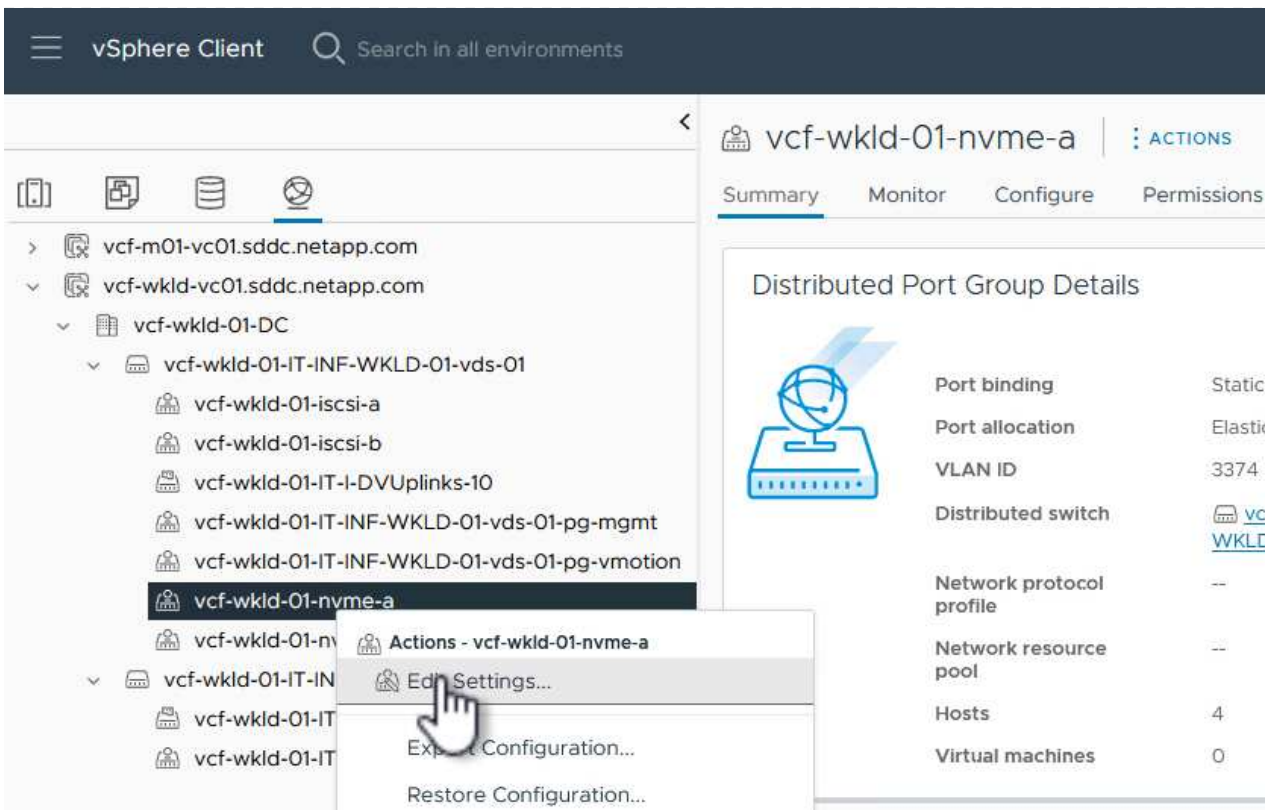 vSphere Client
Search in all environments
vcf-wkld-01-nvme-a
ACTIONS
Summary Monitor Configure Permissions
vcf-m01-vc01.sddc.netapp.com
vcf-wkld-vc01.sddc.netapp.com
vcf-wkld-01-DC
vcf-wkld-01-IT-INF-WKLD-01-vds-01
vcf-wkld-01-iscsi-a
vcf-wkld-01-iscsi-b
vcf-wkld-01-IT-I-DVUplinks-10
vcf-wkld-01-IT-INF-WKLD-01-vds-01-pg-mgmt
vcf-wkld-01-IT-INF-WKLD-01-vds-01-pg-vmotion
vcf-wkld-01-nvme-a
vcf-wkld-01-nv
vcf-wkld-01-IT-IN
vcf-wkld-01-IT
vcf-wkld-01-IT
Actions - vcf-wkld-01-nvme-a
Settings...
Configuration...
Restore Configuration...
Distributed Port Group Details
Port binding Static
Port allocation Elastic
VLAN ID 3374
Distributed switch vc
WKLD
Network protocol --
profile
Network resource --
pool
Hosts 4
Virtual machines 0